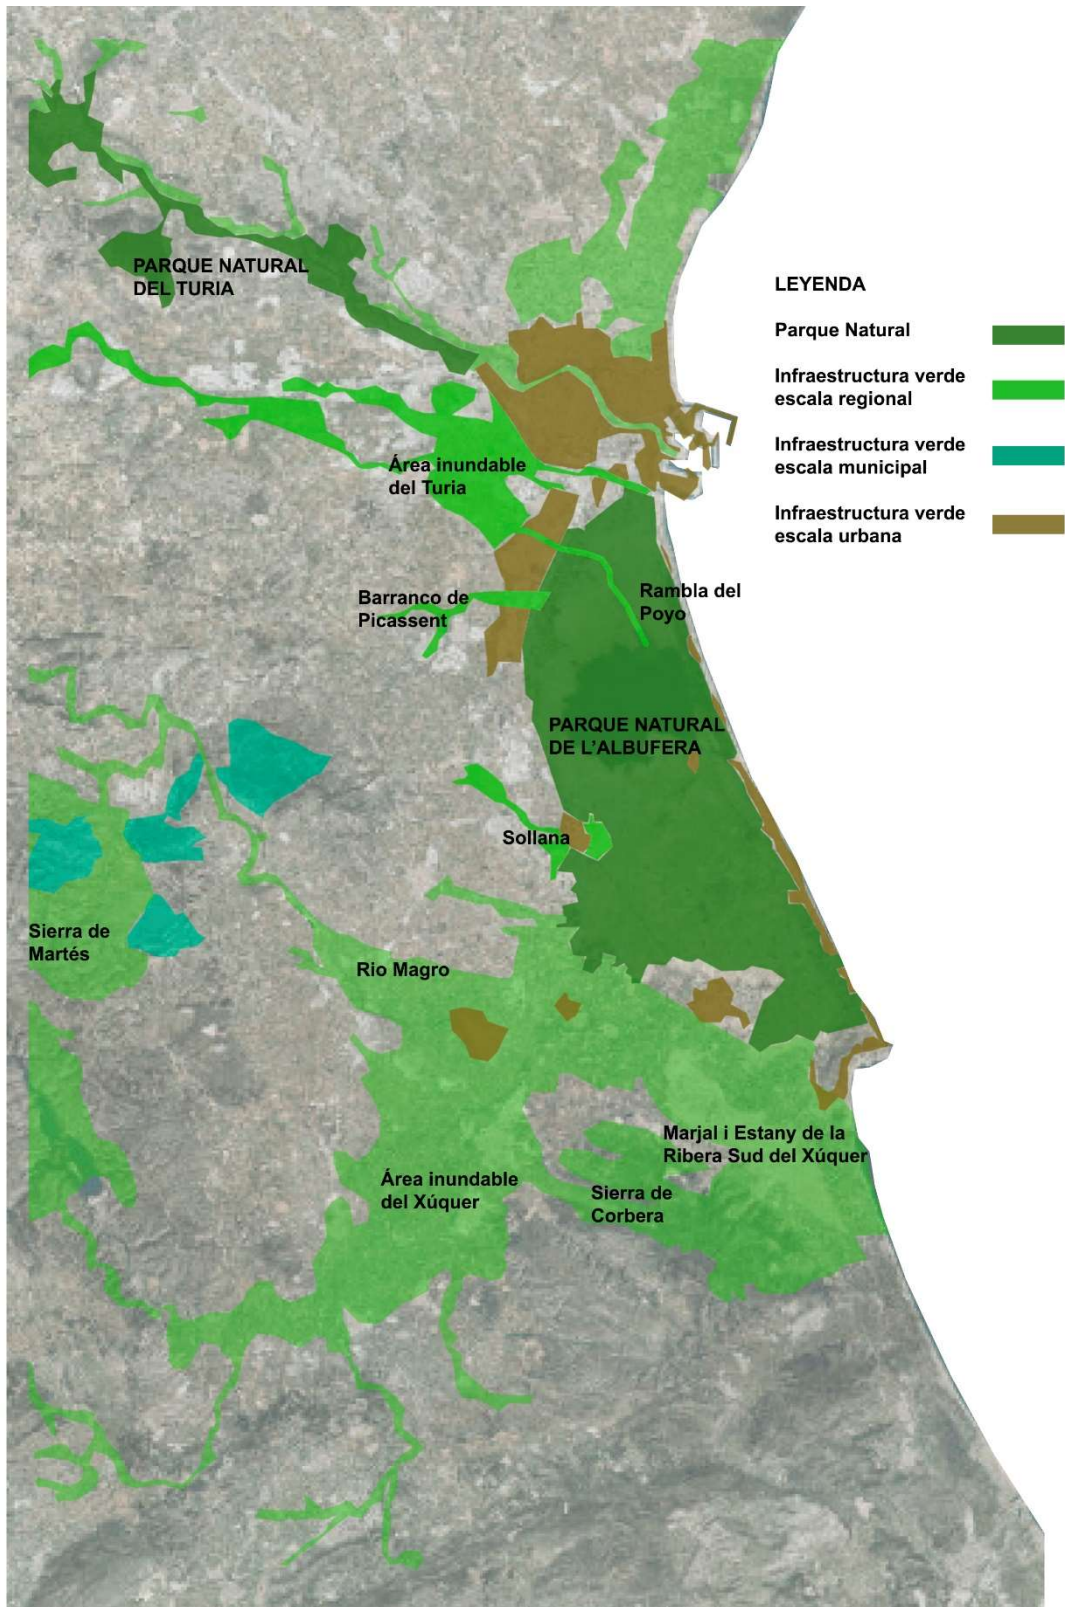 PARQUE NATURAL
DEL TURIA
LEYENDA
Parque Natural
Infraestructura verde
escala regional
Infraestructura verde
escala municipal
Infraestructura verde
escala urbana
Área inundable
del Turia
Barranco de
Picassent
Rambla del
Poyo
PARQUE NATURAL
DE L'ALBUFERA
Sollana
Sierra de
Martés
Rio Magro
Marjal i Estany de la
Ribera Sud del Xúquer
Área inundable
del Xúquer
Sierra de
Corbera